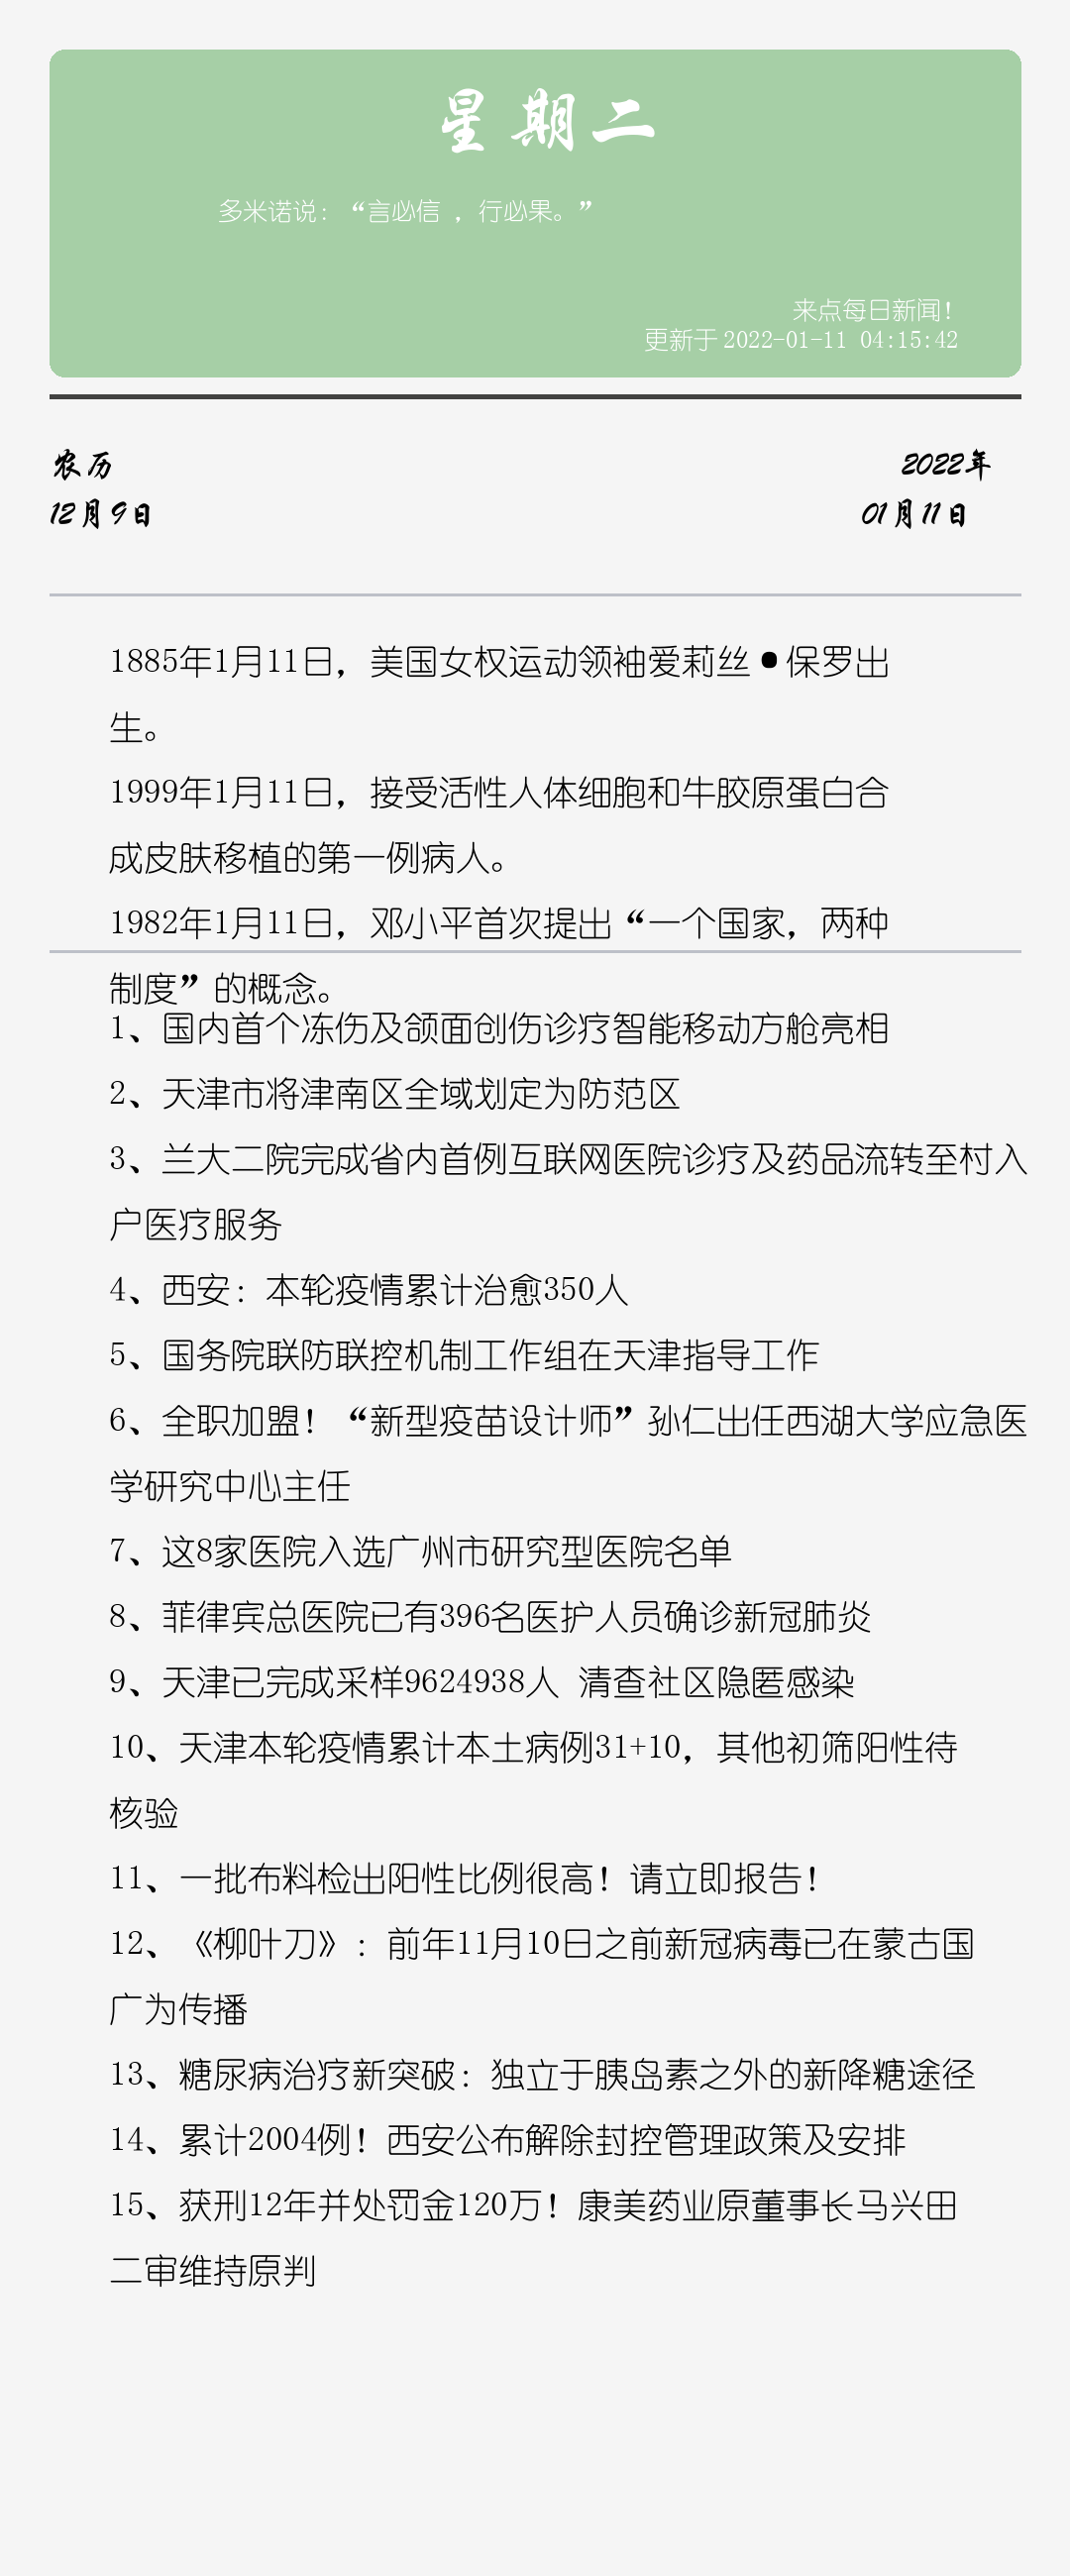 星期二
多米诺说：“言必信 ，行必果。”
来点每日新闻！
更新于 2022-01-11 04:15:42
农历
2022年
12月9日
01月11日
1885年1月11日，美国女权运动领袖爱莉丝•保罗出
生。
1999年1月11日，接受活性人体细胞和牛胶原蛋白合
成皮肤移植的第一例病人。
1982年1月11日，邓小平首次提出“一个国家，两种
制度”的概念。
1、国内首个冻伤及颌面创伤诊疗智能移动方舱亮相
2、天津市将津南区全域划定为防范区
3、兰大二院完成省内首例互联网医院诊疗及药品流转至村入
户医疗服务
4、西安：本轮疫情累计治愈350人
5、国务院联防联控机制工作组在天津指导工作
6、全职加盟！“新型疫苗设计师”孙仁出任西湖大学应急医
学研究中心主任
7、这8家医院入选广州市研究型医院名单
8、菲律宾总医院已有396名医护人员确诊新冠肺炎
9、天津已完成采样9624938人 清查社区隐匿感染
10、天津本轮疫情累计本土病例31+10，其他初筛阳性待
核验
11、一批布料检出阳性比例很高！请立即报告！
12、《柳叶刀》：前年11月10日之前新冠病毒已在蒙古国
广为传播
13、糖尿病治疗新突破：独立于胰岛素之外的新降糖途径
14、累计2004例！西安公布解除封控管理政策及安排
15、获刑12年并处罚金120万！康美药业原董事长马兴田
二审维持原判